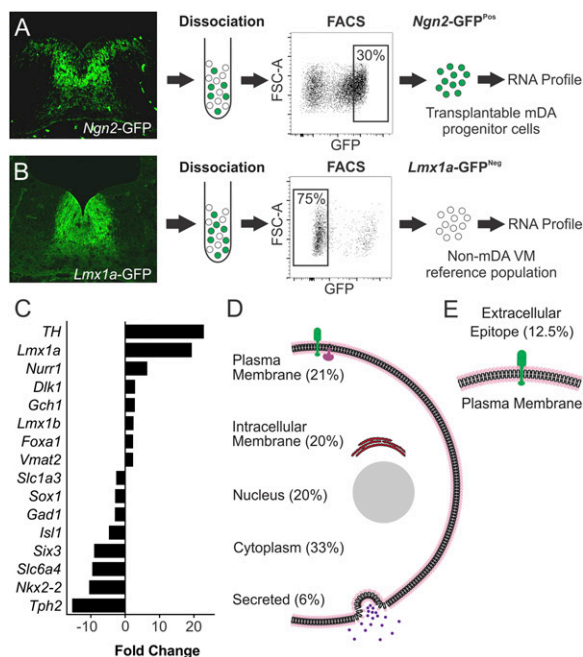 A
Ngn2-GFP
Dissociation
FACS
30%
FSC-A
GFP
Ngn2-GFPPos
Transplantable mDA
progenitor cells
RNA Profile
B
Lmx1a-GFP
Dissociation
FACS
75%
FSC-A
GFP
Lmx1a-GFPNeg
Non-mDA VM
reference population
RNA Profile
C
TH
Lmx1a
Nurr1
Dlk1
Gch1
Lmx1b
Foxa1
Vmat2
Slc1a3
Sox1
Gad1
Isl1
Six3
Slc6a4
Nkx2-2
Tph2
-10 0 10 20
Fold Change
D
Plasma
Membrane (21%)
Intracellular
Membrane (20%)
Nucleus (20%)
Cytoplasm (33%)
Secreted (6%)
E
Extracellular
Epitope (12.5%)
Plasma Membrane